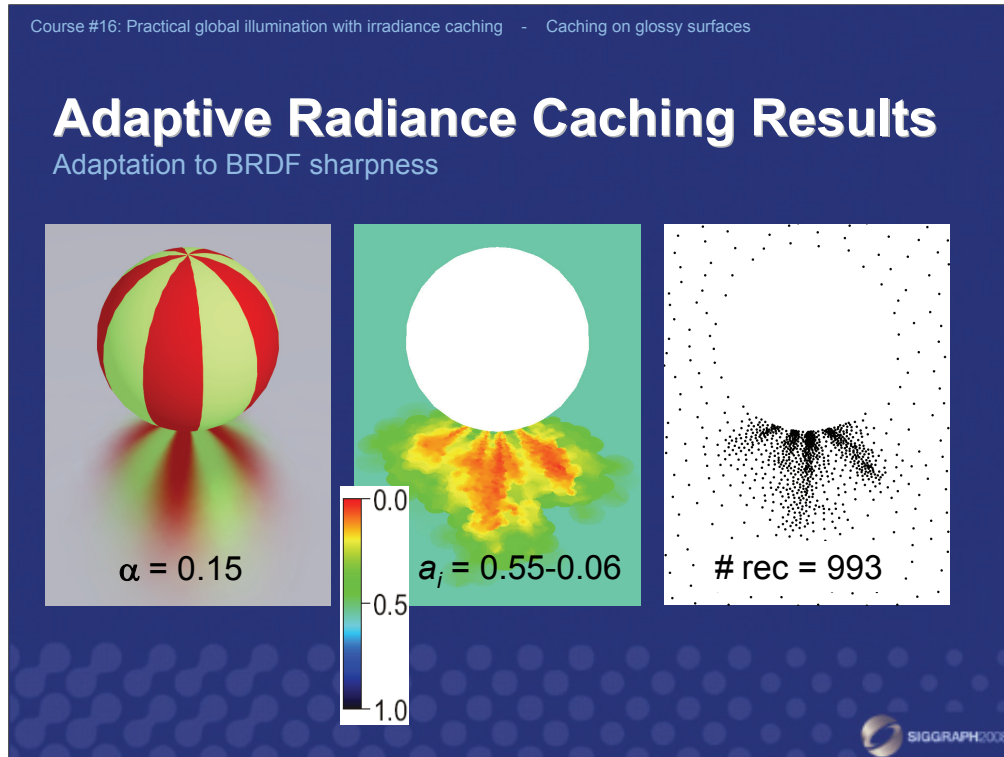 Course #16: Practical global illumination with irradiance caching - Caching on glossy surfaces
Adaptive Radiance Caching Results
Adaptation to BRDF sharpness
α = 0.15
a_i = 0.55-0.06
# rec = 993
0.0
0.5
1.0
SIGGRAPH2008